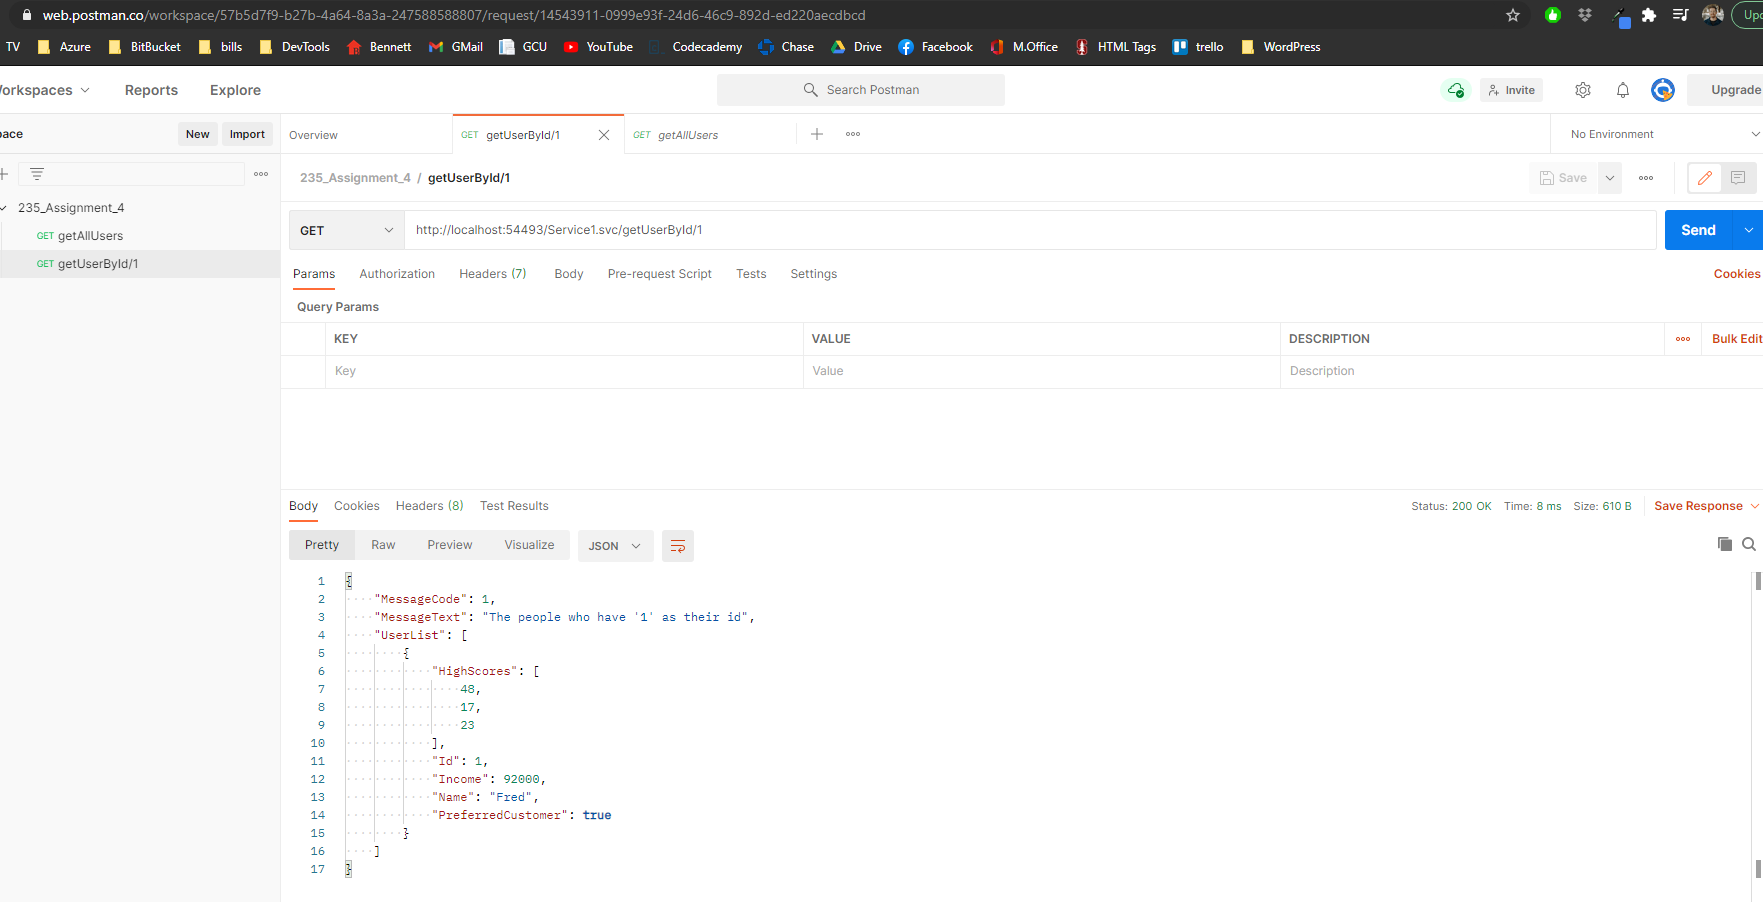 web.postman.co/workspace/57b5d7f9-b27b-4a64-8a3a-247588588807/request/14543911-0999e93f-24d6-46c9-892d-ed220aecdbcd Upc
TV Azure BitBucket bills DevTools Bennett GMail GCU YouTube Codecademy Chase Drive Facebook M.Office HTML Tags trello WordPress
Workspaces Reports Explore Search Postman Invite Upgrade
pace New Import Overview GET getUserById/1 GET getAllUsers No Environment
235_Assignment_4 / getUserById/1 Save
235_Assignment_4
GET getAllUsers
GET getUserById/1
GET http://localhost:54493/Service1.svc/getUserById/1 Send
Params Authorization Headers (7) Body Pre-request Script Tests Settings Cookies
Query Params
KEY VALUE DESCRIPTION Bulk Edit
Key Value Description
Body Cookies Headers (8) Test Results Status: 200 OK Time: 8 ms Size: 610 B Save Response
Pretty Raw Preview Visualize JSON
1 {
2 "MessageCode": 1,
3 "MessageText": "The people who have '1' as their id",
4 "UserList": [
5 {
6 "HighScores": [
7 48,
8 17,
9 23
10 ],
11 "Id": 1,
12 "Income": 92000,
13 "Name": "Fred",
14 "PreferredCustomer": true
15 }
16 ]
17 }